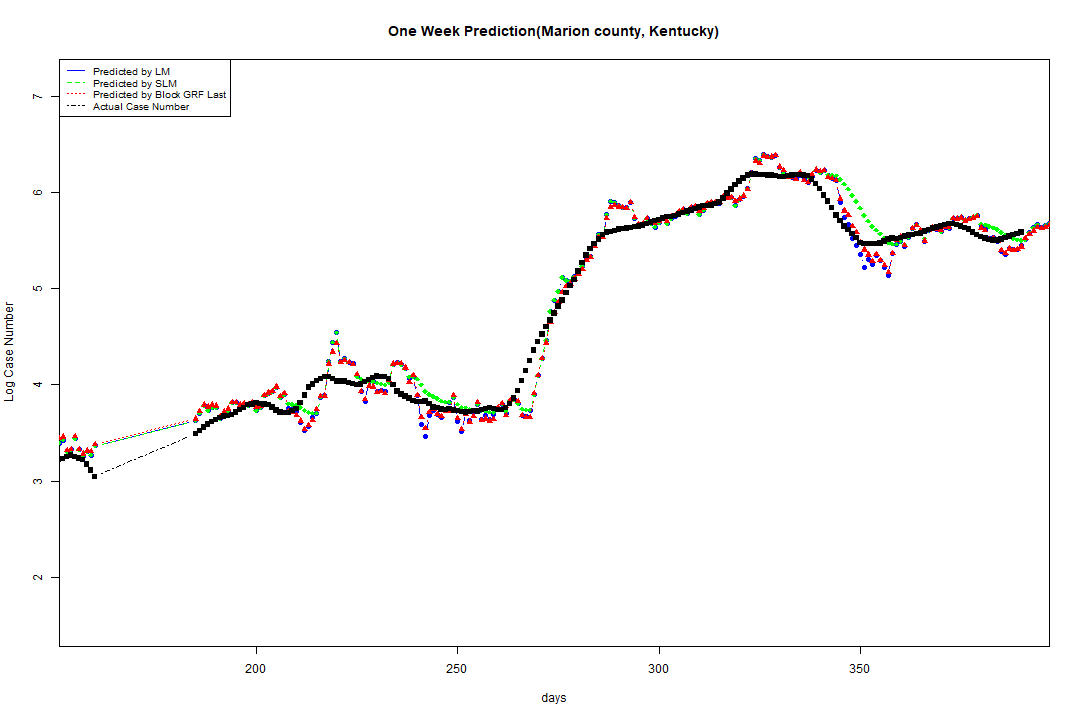 One Week Prediction(Marion county, Kentucky)
Predicted by LM
Predicted by SLM
Predicted by Block GRF Last
Actual Case Number
7
6
5
4
3
2
Log Case Number
200
250
300
350
days